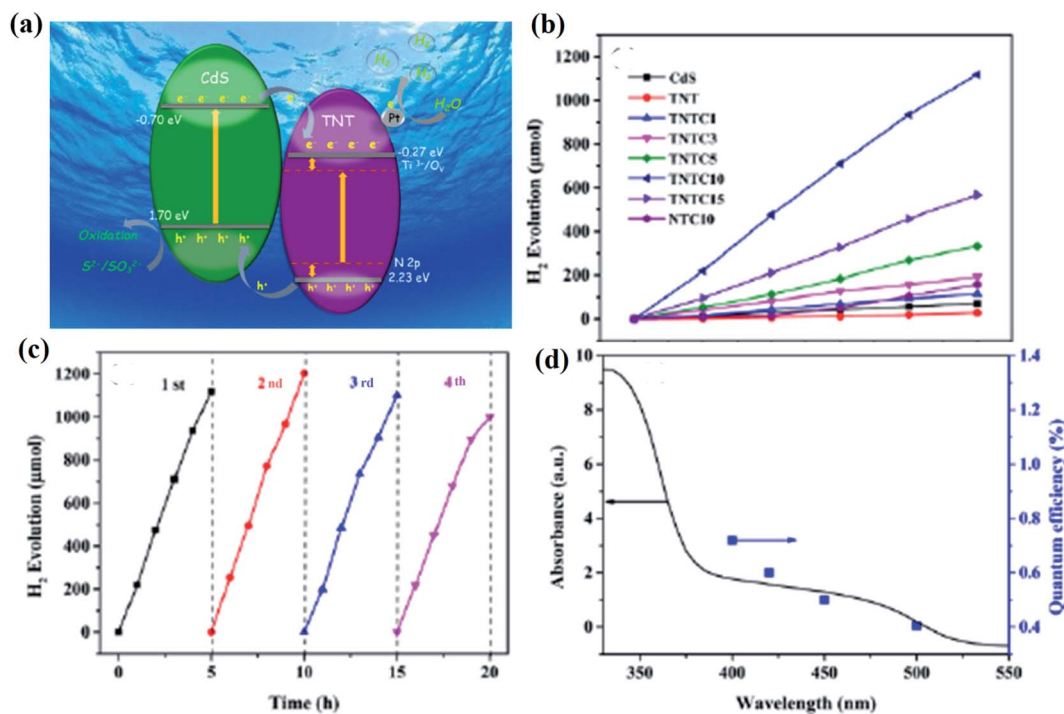 (a)
CdS
e⁻ e⁻ e⁻ e⁻
e⁻
-0.70 eV
1.70 eV
h⁺ h⁺ h⁺ h⁺
Oxidation
S²⁻/SO₃²⁻
h⁺
TNT
e⁻ e⁻ e⁻ e⁻
-0.27 eV
Ti³⁺/Oᵥ
N 2p
2.23 eV
h⁺ h⁺ h⁺ h⁺
H₂
H₂
H₂
e⁻
Pt
H₂O
(b)
H₂ Evolution (μmol)
1200
1000
800
600
400
200
0
CdS
TNT
TNTC1
TNTC3
TNTC5
TNTC10
TNTC15
NTC10
(c)
H₂ Evolution (μmol)
1200
1000
800
600
400
200
0
1 st
2 nd
3 rd
4 th
0 5 10 15 20
Time (h)
(d)
Absorbance (a.u.)
10
8
6
4
2
0
350 400 450 500 550
Wavelength (nm)
1.4
1.2
1.0
0.8
0.6
0.4
Quantum efficiency (%)